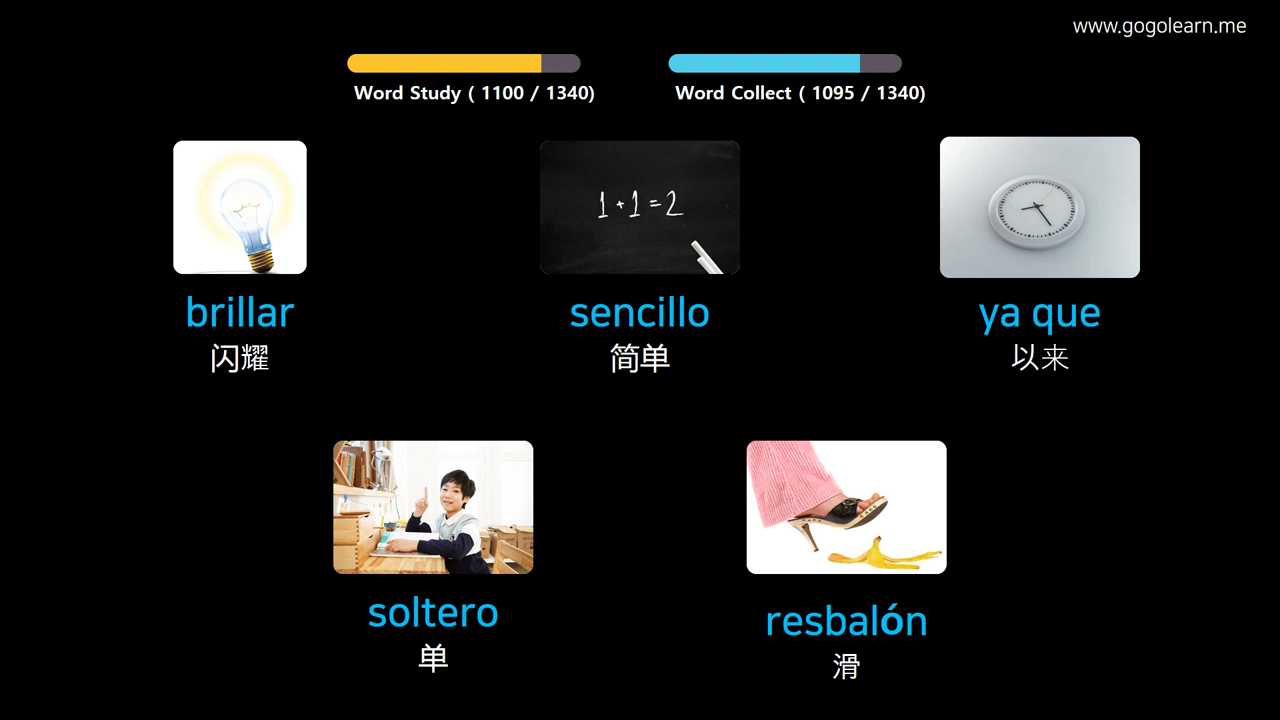 www.gogolearn.me
Word Study ( 1100 / 1340)
Word Collect ( 1095 / 1340)
1+1=2
brillar
闪耀
sencillo
简单
ya que
以来
soltero
单
resbalón
滑